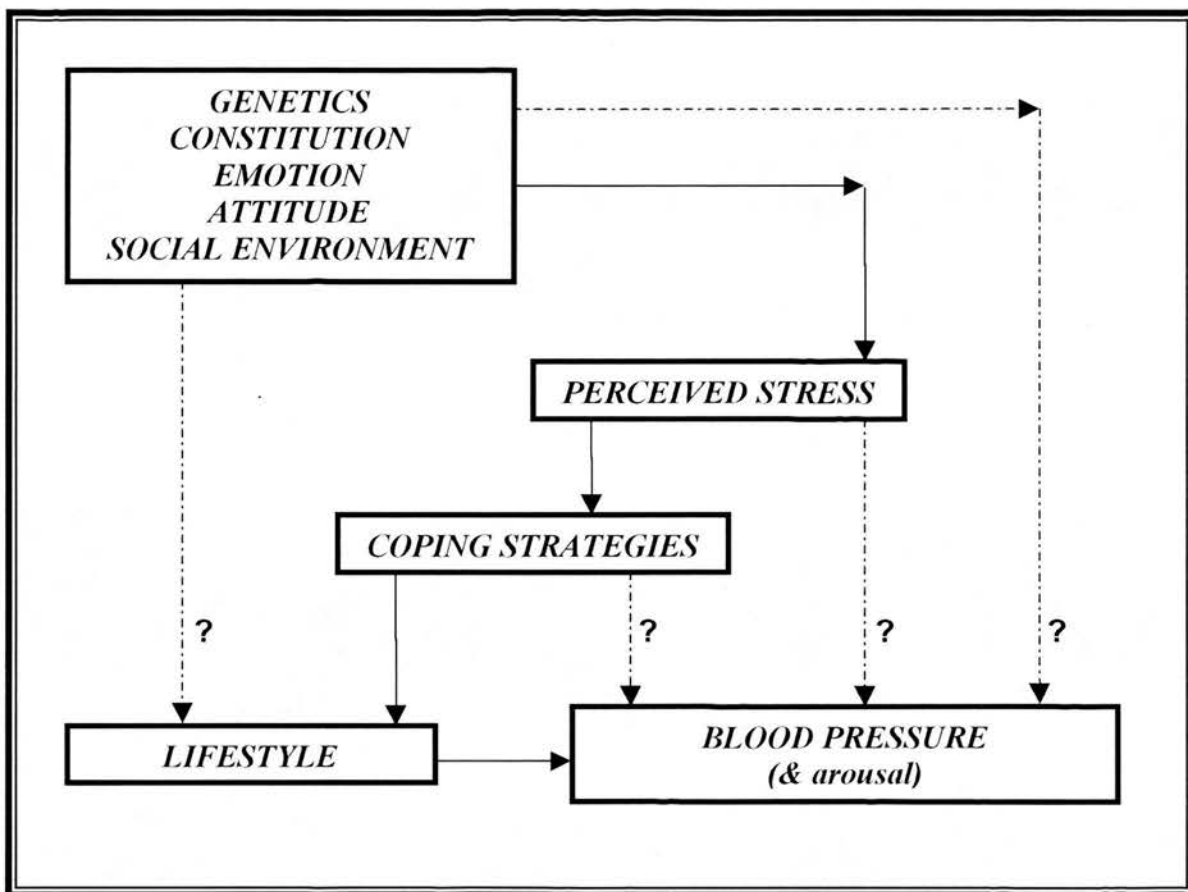 GENETICS
CONSTITUTION
EMOTION
ATTITUDE
SOCIAL ENVIRONMENT
PERCEIVED STRESS
COPING STRATEGIES
?
?
?
?
LIFESTYLE
BLOOD PRESSURE
(& arousal)